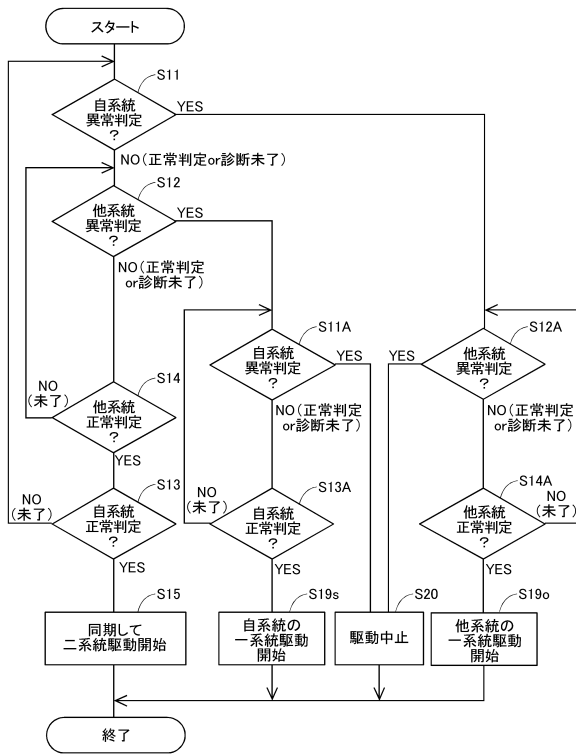 スタート
S11
自系統
異常判定
?
YES
NO(正常判定or診断未了)
S12
他系統
異常判定
?
YES
NO(正常判定
or診断未了)
S11A
自系統
異常判定
?
YES
NO(正常判定
or診断未了)
S12A
他系統
異常判定
?
YES
NO(正常判定
or診断未了)
S14
他系統
正常判定
?
NO
(未了)
YES
S13
自系統
正常判定
?
NO
(未了)
YES
S13A
自系統
正常判定
?
NO
(未了)
YES
S14A
他系統
正常判定
?
NO
(未了)
YES
S15
同期して
二系統駆動開始
S19s
自系統の
一系統駆動
開始
S20
駆動中止
S19o
他系統の
一系統駆動
開始
終了